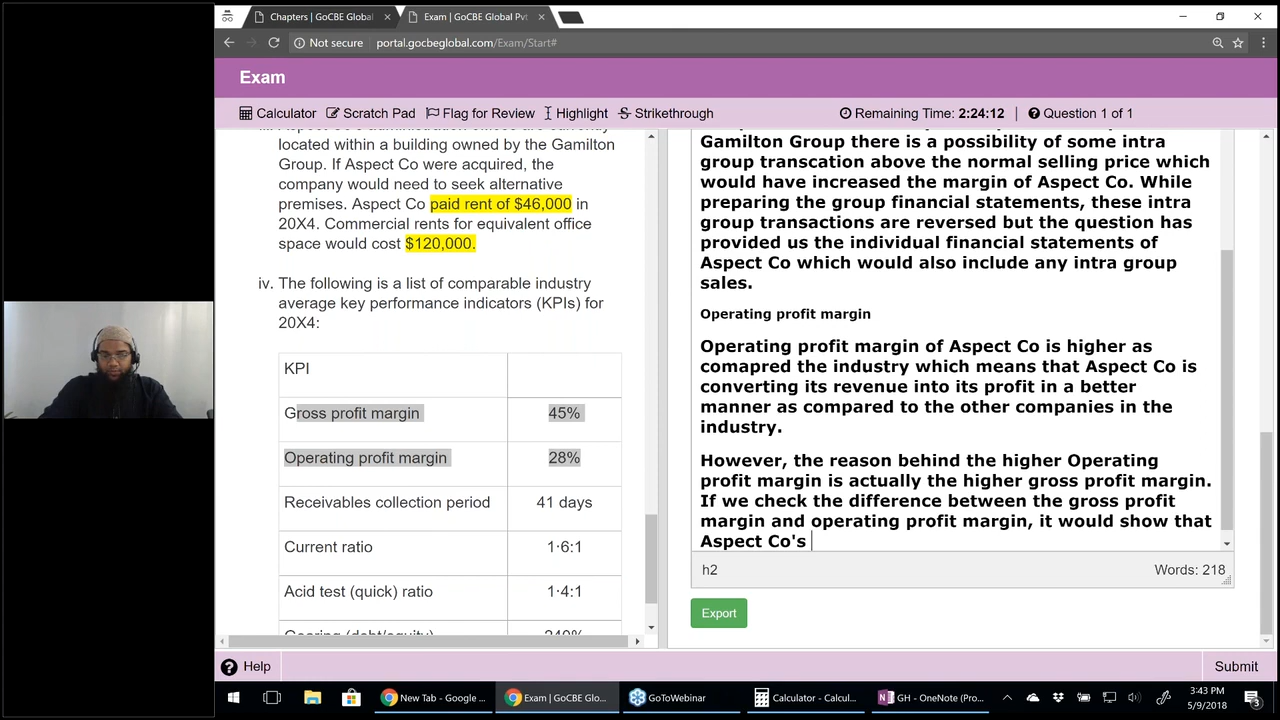 Chapters | GoCBE Global
Exam | GoCBE Global Pvt
Not secure
portal.gocbeglobal.com/Exam/Start#
Exam
Calculator
Scratch Pad
Flag for Review
Highlight
Strikethrough
Remaining Time: 2:24:12
Question 1 of 1
located within a building owned by the Gamilton
Group. If Aspect Co were acquired, the
company would need to seek alternative
premises. Aspect Co paid rent of $46,000 in
20X4. Commercial rents for equivalent office
space would cost $120,000.
iv. The following is a list of comparable industry
average key performance indicators (KPIs) for
20X4:
KPI
Gross profit margin 45%
Operating profit margin 28%
Receivables collection period 41 days
Current ratio 1·6:1
Acid test (quick) ratio 1·4:1
Gearing (debt/equity) 240%
Gamilton Group there is a possibility of some intra
group transcation above the normal selling price which
would have increased the margin of Aspect Co. While
preparing the group financial statements, these intra
group transactions are reversed but the question has
provided us the individual financial statements of
Aspect Co which would also include any intra group
sales.
Operating profit margin
Operating profit margin of Aspect Co is higher as
comapred the industry which means that Aspect Co is
converting its revenue into its profit in a better
manner as compared to the other companies in the
industry.
However, the reason behind the higher Operating
profit margin is actually the higher gross profit margin.
If we check the difference between the gross profit
margin and operating profit margin, it would show that
Aspect Co's
h2
Words: 218
Export
Help
Submit
New Tab - Google ...
Exam | GoCBE Glo...
GoToWebinar
Calculator - Calcul...
GH - OneNote (Pro...
3:43 PM
5/9/2018
3